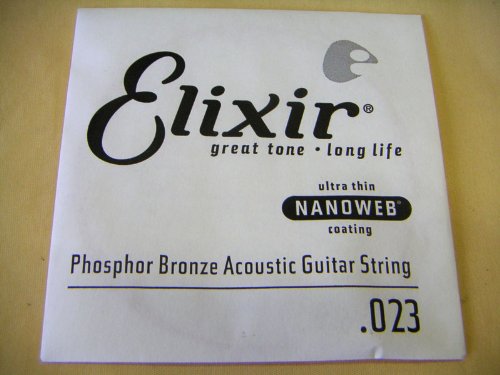 Elixir®
great tone • long life
ultra thin
NANOWEB®
coating
Phosphor Bronze Acoustic Guitar String
.023